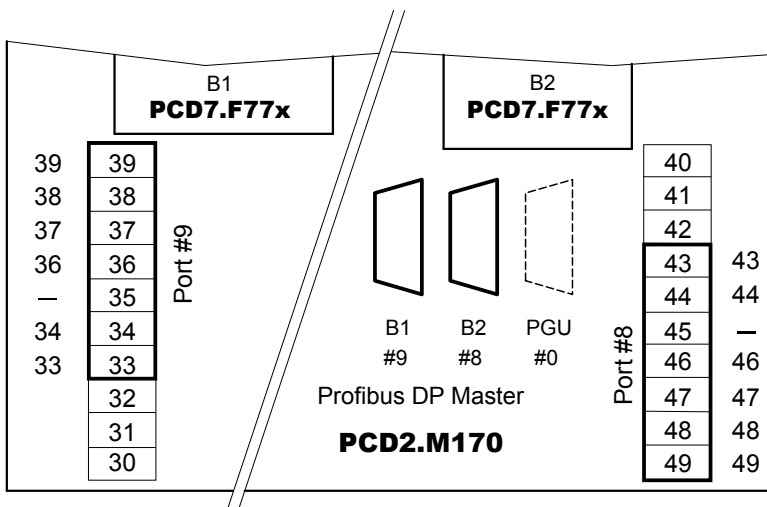 B1
PCD7.F77x
B2
PCD7.F77x
39 39
38 38
37 37
36 36
— 35
34 34
33 33
32
31
30
Port #9
B1 B2 PGU
#9 #8 #0
Profibus DP Master
PCD2.M170
Port #8
40
41
42
43 43
44 44
45 —
46 46
47 47
48 48
49 49